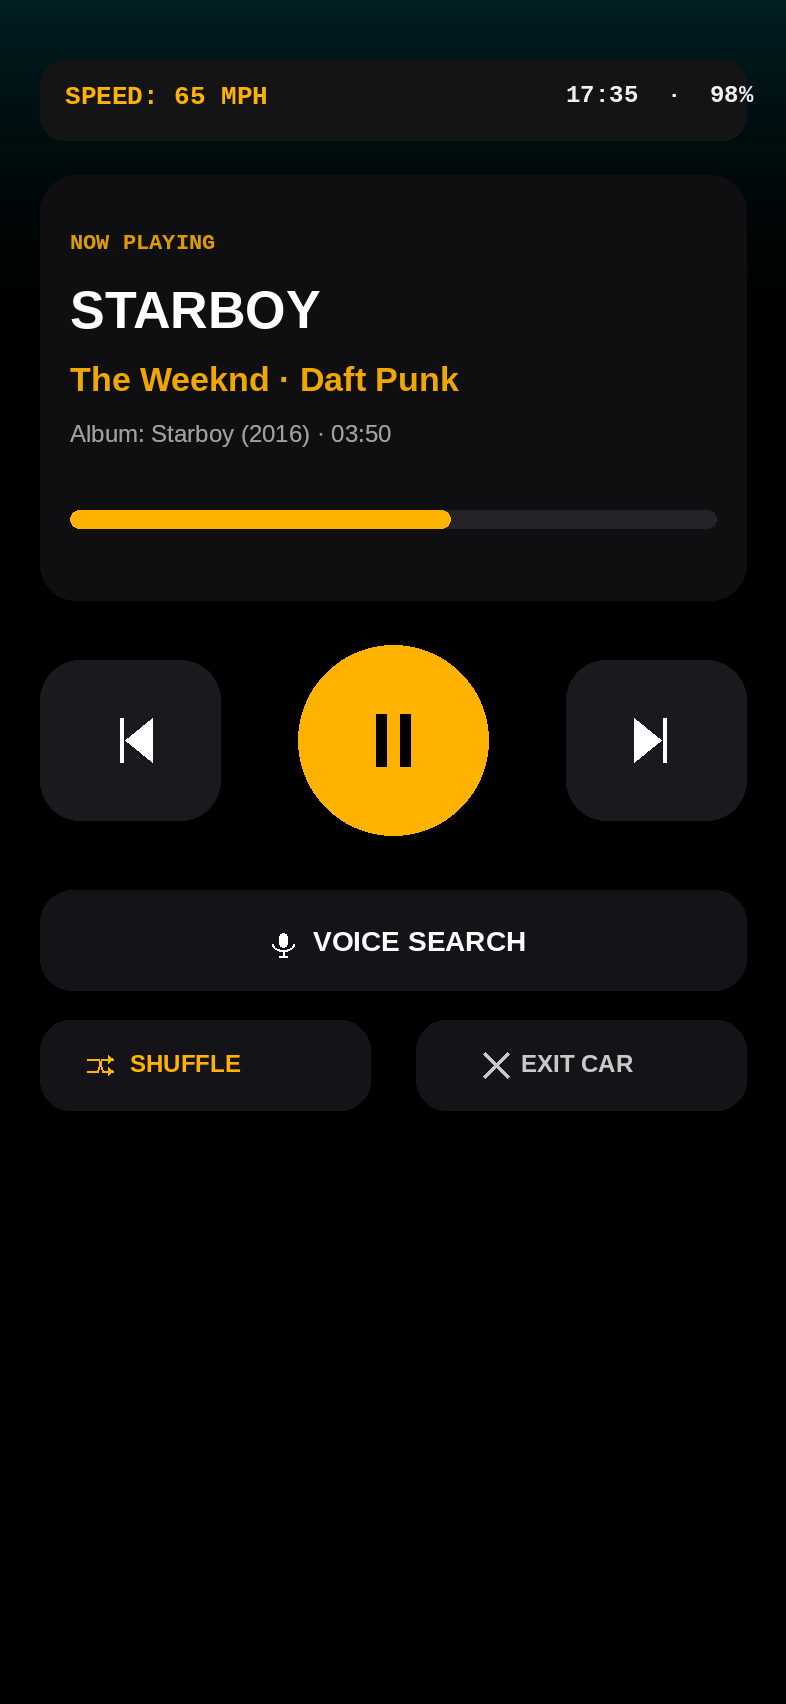 SPEED: 65 MPH 17:35 · 98%
NOW PLAYING
STARBOY
The Weeknd · Daft Punk
Album: Starboy (2016) · 03:50
VOICE SEARCH
SHUFFLE EXIT CAR